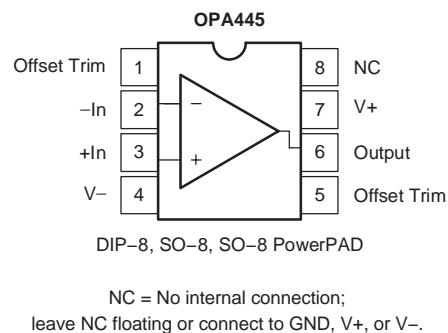 OPA445
Offset Trim 1 8 NC
−In 2 − 7 V+
+In 3 + 6 Output
V− 4 5 Offset Trim
DIP−8, SO−8, SO−8 PowerPAD
NC = No internal connection;
leave NC floating or connect to GND, V+, or V−.